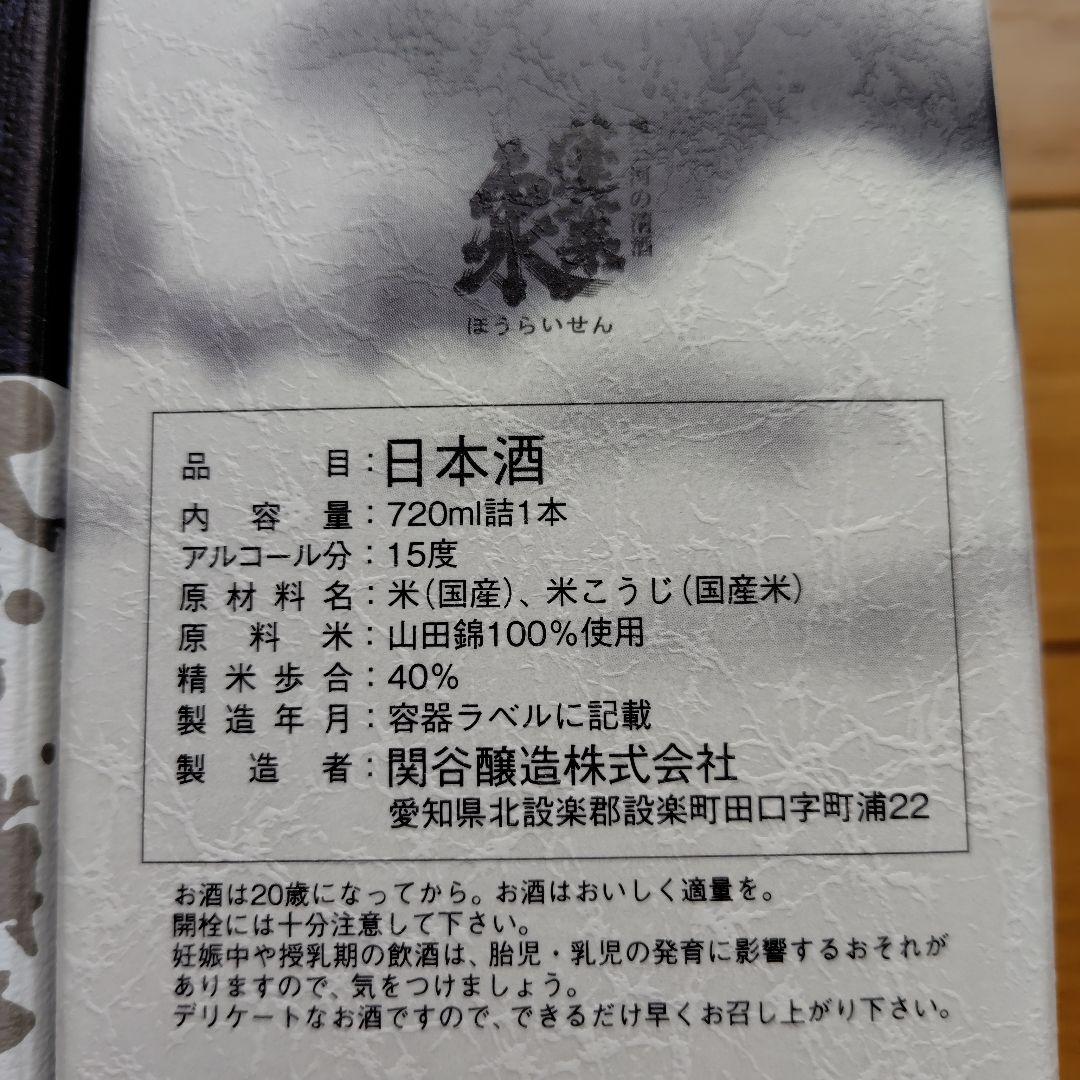 蓬莱泉
の清酒
ほうらいせん
品目：日本酒
内容量：720ml詰1本
アルコール分：15度
原材料名：米（国産）、米こうじ（国産米）
原料米：山田錦100％使用
精米歩合：40％
製造年月：容器ラベルに記載
製造者：関谷醸造株式会社
愛知県北設楽郡設楽町田口字町浦22
お酒は20歳になってから。お酒はおいしく適量を。
開栓には十分注意して下さい。
妊娠中や授乳期の飲酒は、胎児・乳児の発育に影響するおそれが
ありますので、気をつけましょう。
デリケートなお酒ですので、できるだけ早くお召し上がり下さい。